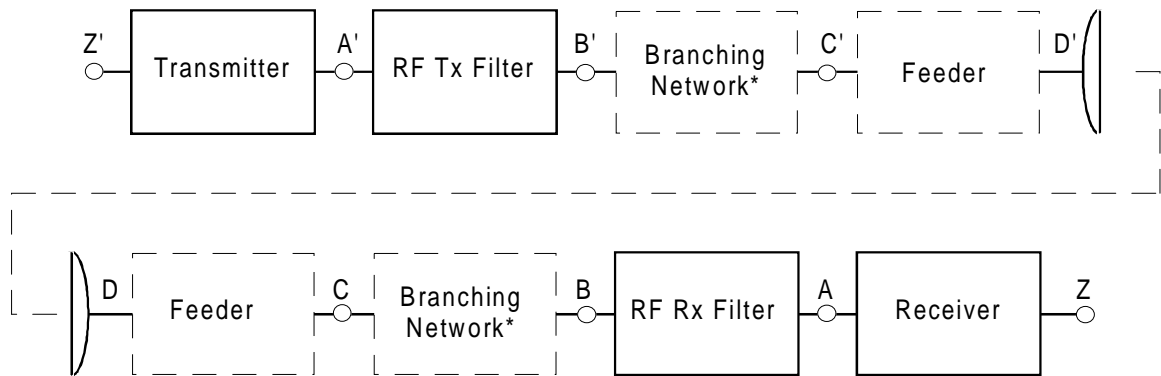 Z' A' B' C' D'
Transmitter RF Tx Filter Branching Network* Feeder
D C B A Z
Feeder Branching Network* RF Rx Filter Receiver